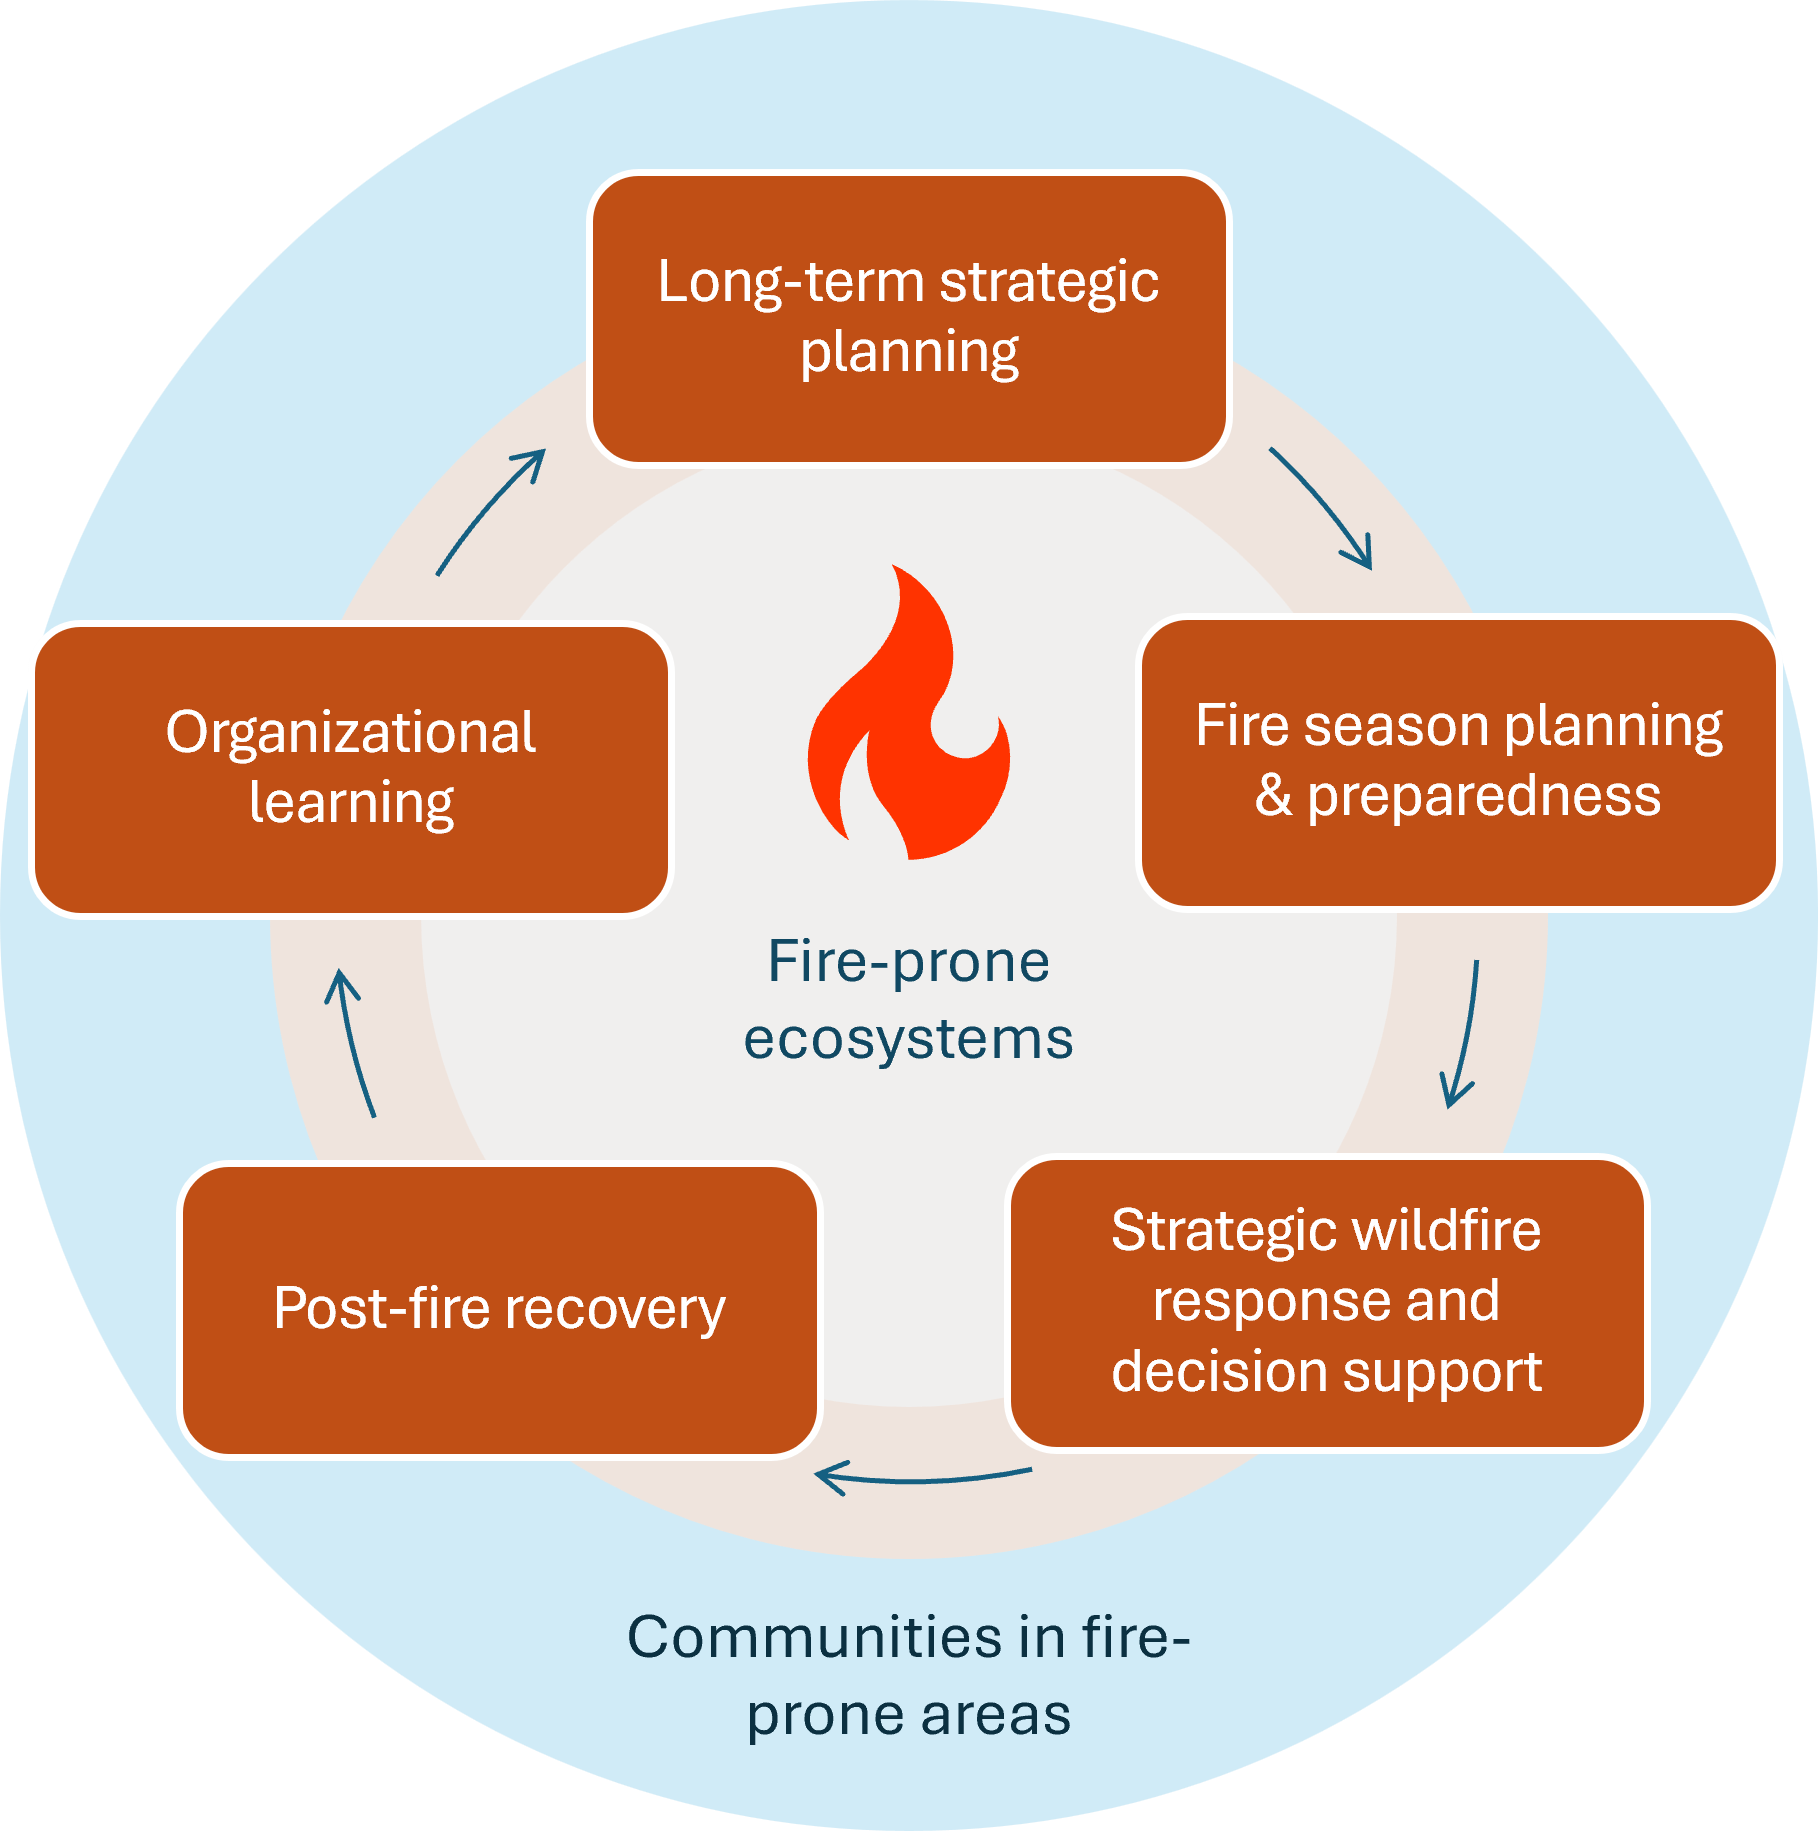 Long-term strategic
planning
Fire season planning
& preparedness
Strategic wildfire
response and
decision support
Post-fire recovery
Organizational
learning
Fire-prone
ecosystems
Communities in fire-
prone areas